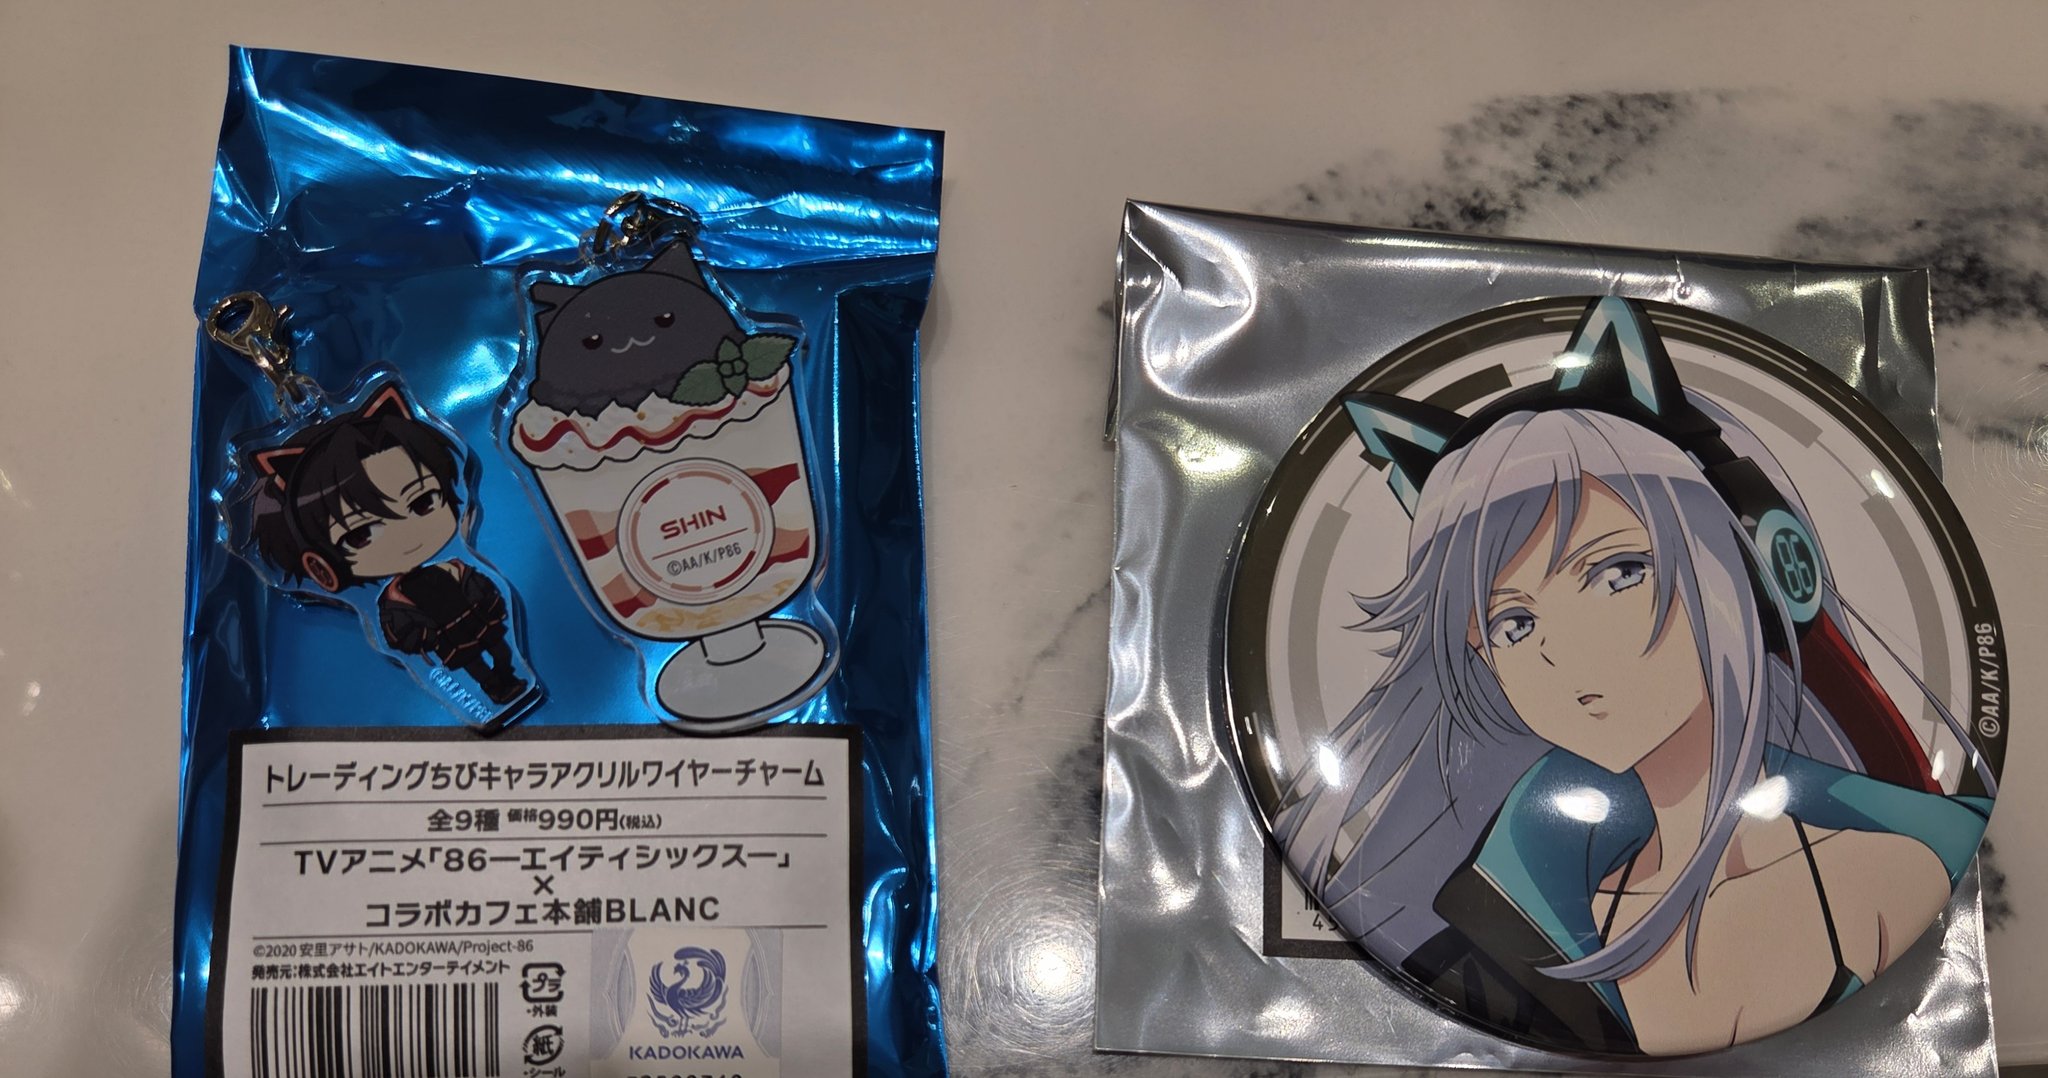 SHIN
©AA/K/P86
トレーディングちびキャラアクリルワイヤーチャーム
全9種 価格990円(税込)
TVアニメ「86―エイティシックス―」
×
コラボカフェ本舗BLANC
©2020 安里アサト/KADOKAWA/Project-86
発売元:株式会社エイトエンターテイメント
プラ
・外装
紙
・シール
KADOKAWA
86
©AA/K/P86